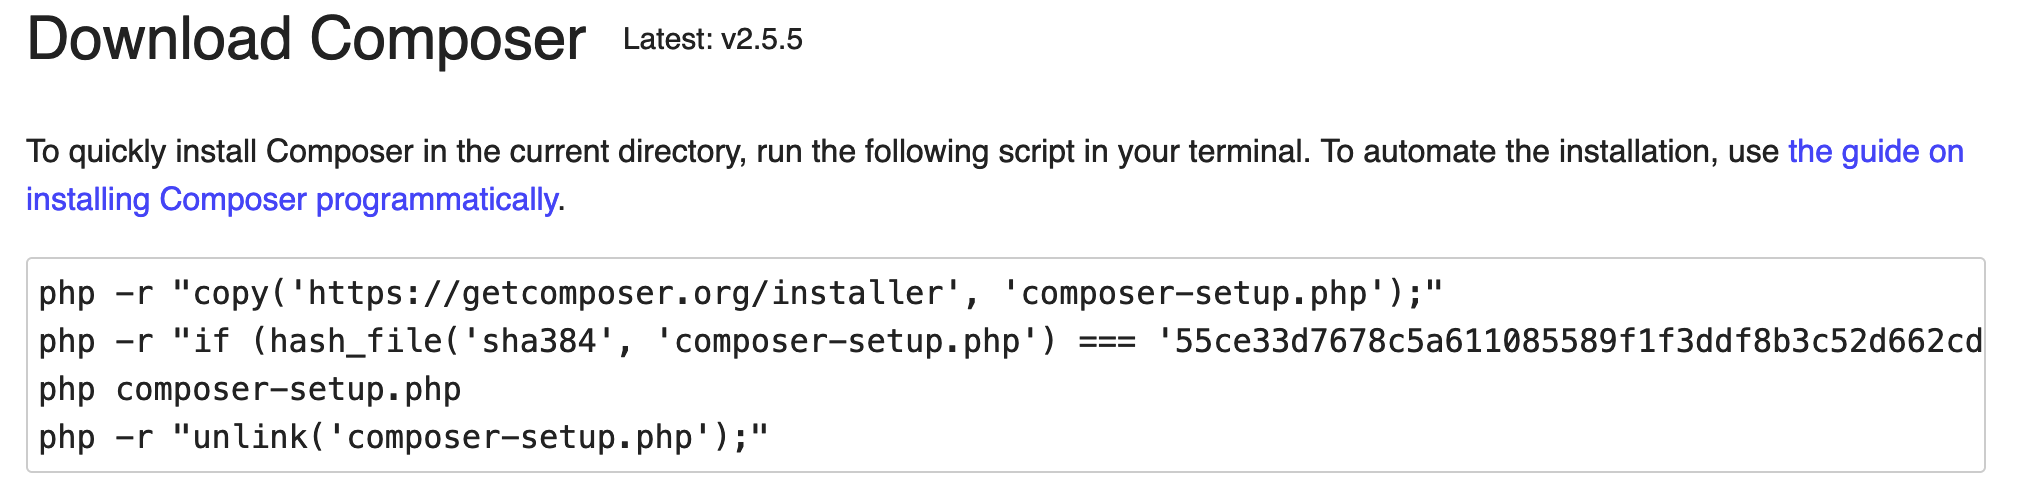 Download Composer Latest: v2.5.5
To quickly install Composer in the current directory, run the following script in your terminal. To automate the installation, use the guide on
installing Composer programmatically.
php -r "copy('https://getcomposer.org/installer', 'composer-setup.php');"
php -r "if (hash_file('sha384', 'composer-setup.php') === '55ce33d7678c5a611085589f1f3ddf8b3c52d662cd
php composer-setup.php
php -r "unlink('composer-setup.php');"